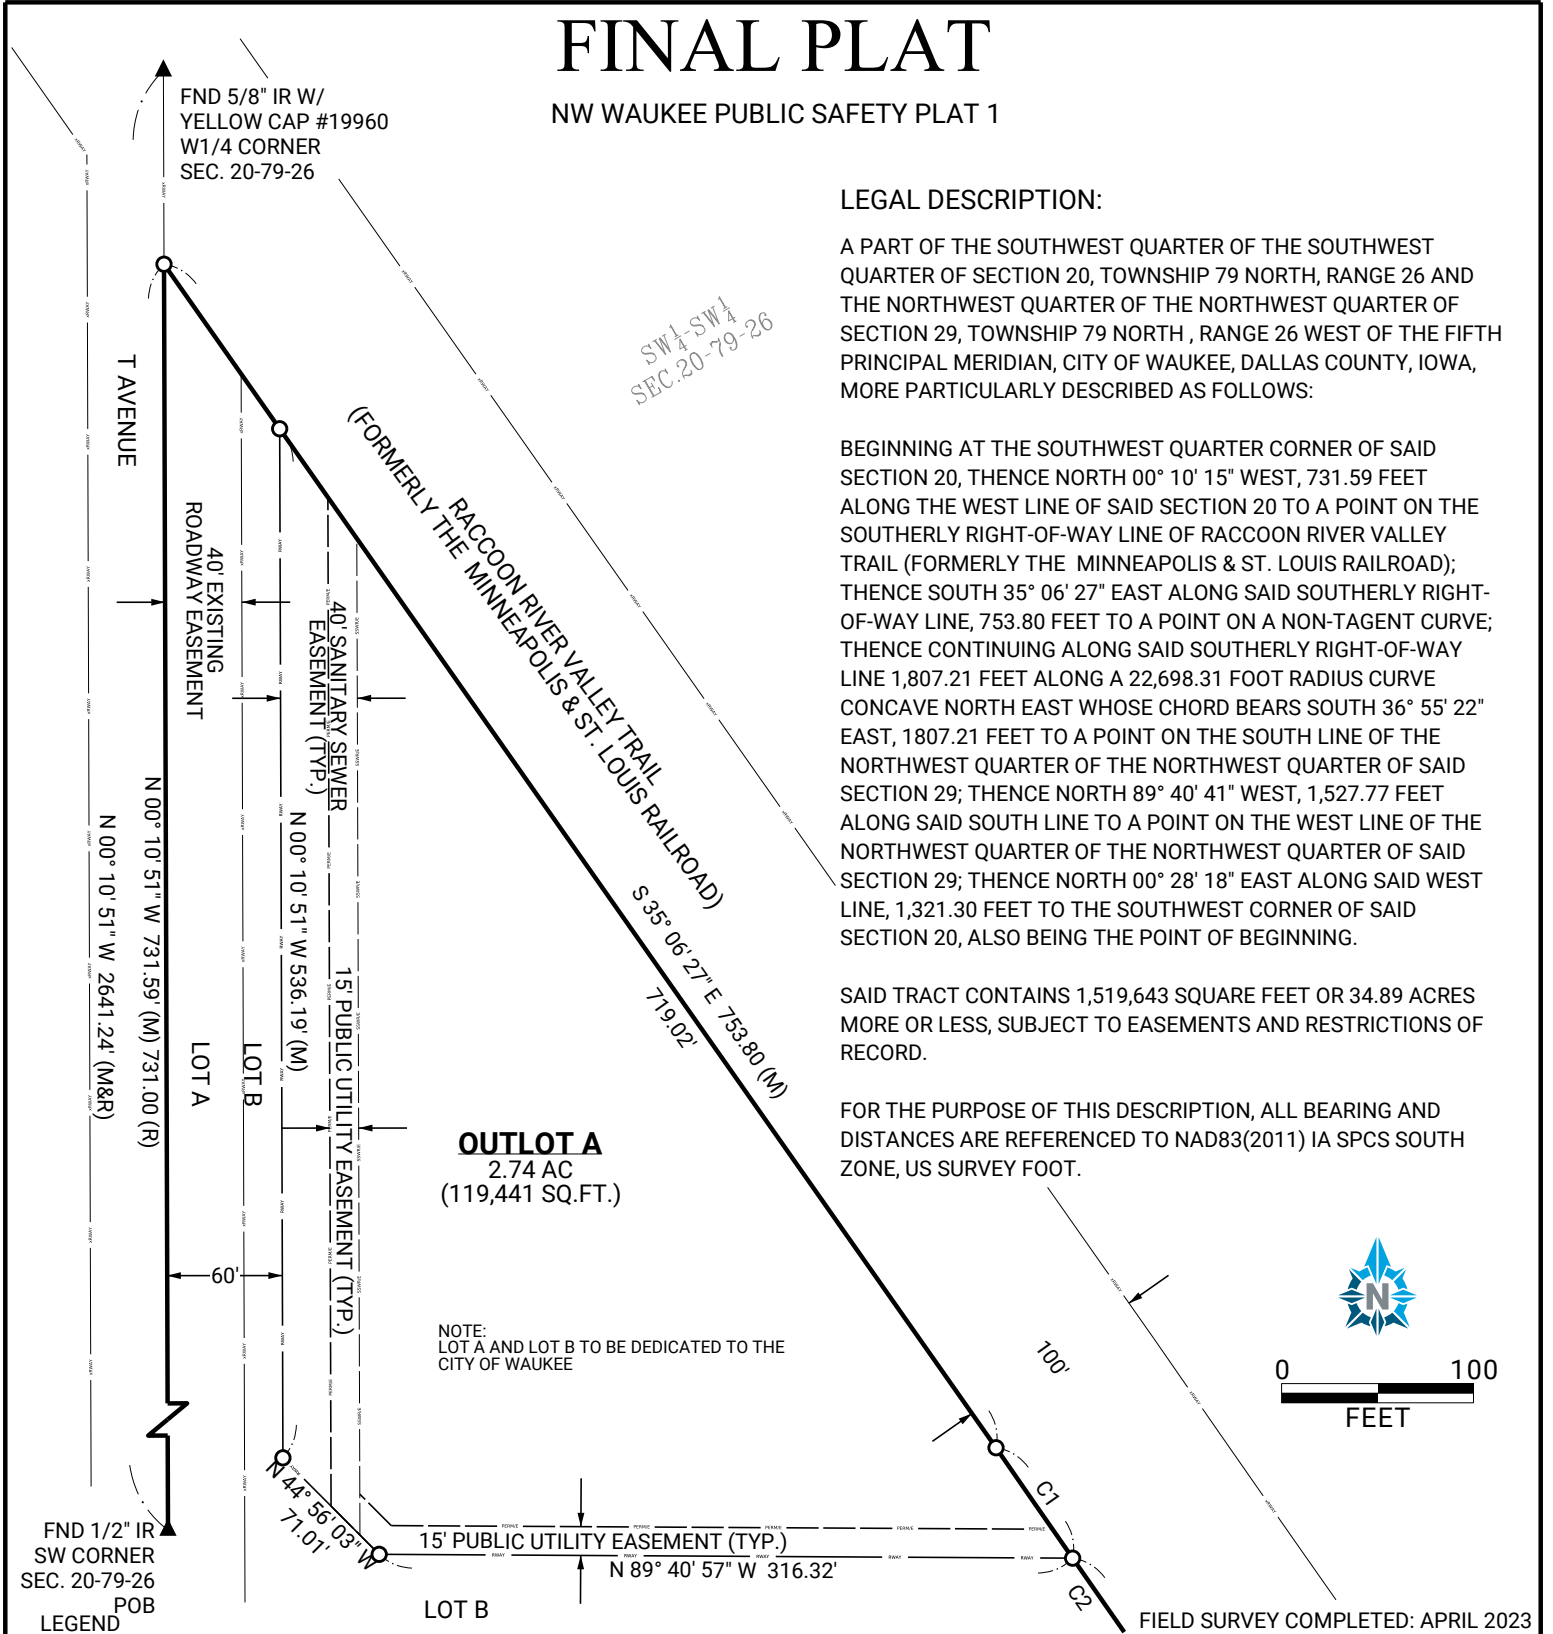 FINAL PLAT
NW WAUKEE PUBLIC SAFETY PLAT 1
FND 5/8" IR W/
YELLOW CAP #19960
W1/4 CORNER
SEC. 20-79-26
LEGAL DESCRIPTION:
A PART OF THE SOUTHWEST QUARTER OF THE SOUTHWEST
QUARTER OF SECTION 20, TOWNSHIP 79 NORTH, RANGE 26 AND
THE NORTHWEST QUARTER OF THE NORTHWEST QUARTER OF
SECTION 29, TOWNSHIP 79 NORTH , RANGE 26 WEST OF THE FIFTH
PRINCIPAL MERIDIAN, CITY OF WAUKEE, DALLAS COUNTY, IOWA,
MORE PARTICULARLY DESCRIBED AS FOLLOWS:
BEGINNING AT THE SOUTHWEST QUARTER CORNER OF SAID
SECTION 20, THENCE NORTH 00° 10' 15" WEST, 731.59 FEET
ALONG THE WEST LINE OF SAID SECTION 20 TO A POINT ON THE
SOUTHERLY RIGHT-OF-WAY LINE OF RACCOON RIVER VALLEY
TRAIL (FORMERLY THE MINNEAPOLIS & ST. LOUIS RAILROAD);
THENCE SOUTH 35° 06' 27" EAST ALONG SAID SOUTHERLY RIGHT-
OF-WAY LINE, 753.80 FEET TO A POINT ON A NON-TAGENT CURVE;
THENCE CONTINUING ALONG SAID SOUTHERLY RIGHT-OF-WAY
LINE 1,807.21 FEET ALONG A 22,698.31 FOOT RADIUS CURVE
CONCAVE NORTH EAST WHOSE CHORD BEARS SOUTH 36° 55' 22"
EAST, 1807.21 FEET TO A POINT ON THE SOUTH LINE OF THE
NORTHWEST QUARTER OF THE NORTHWEST QUARTER OF SAID
SECTION 29; THENCE NORTH 89° 40' 41" WEST, 1,527.77 FEET
ALONG SAID SOUTH LINE TO A POINT ON THE WEST LINE OF THE
NORTHWEST QUARTER OF THE NORTHWEST QUARTER OF SAID
SECTION 29; THENCE NORTH 00° 28' 18" EAST ALONG SAID WEST
LINE, 1,321.30 FEET TO THE SOUTHWEST CORNER OF SAID
SECTION 20, ALSO BEING THE POINT OF BEGINNING.
SAID TRACT CONTAINS 1,519,643 SQUARE FEET OR 34.89 ACRES
MORE OR LESS, SUBJECT TO EASEMENTS AND RESTRICTIONS OF
RECORD.
FOR THE PURPOSE OF THIS DESCRIPTION, ALL BEARING AND
DISTANCES ARE REFERENCED TO NAD83(2011) IA SPCS SOUTH
ZONE, US SURVEY FOOT.
SW 1/4 - SW 1/4
SEC.20-79-26
T AVENUE
40' EXISTING
ROADWAY EASEMENT
40' SANITARY SEWER
EASEMENT (TYP.)
RACCOON RIVER VALLEY TRAIL
(FORMERLY THE MINNEAPOLIS & ST. LOUIS RAILROAD)
N 00° 10' 51" W 2641.24' (M&R)
N 00° 10' 51" W 731.59' (M) 731.00 (R)
N 00° 10' 51" W 536.19' (M)
S 35° 06' 27" E 753.80 (M)
719.02'
LOT A
LOT B
15' PUBLIC UTILITY EASEMENT (TYP.)
OUTLOT A
2.74 AC
(119,441 SQ.FT.)
60'
NOTE:
LOT A AND LOT B TO BE DEDICATED TO THE
CITY OF WAUKEE
100'
N
0 100
FEET
C1
C2
N 44° 56' 03" W
71.01'
15' PUBLIC UTILITY EASEMENT (TYP.)
N 89° 40' 57" W 316.32'
LOT B
FND 1/2" IR
SW CORNER
SEC. 20-79-26
POB
LEGEND
FIELD SURVEY COMPLETED: APRIL 2023